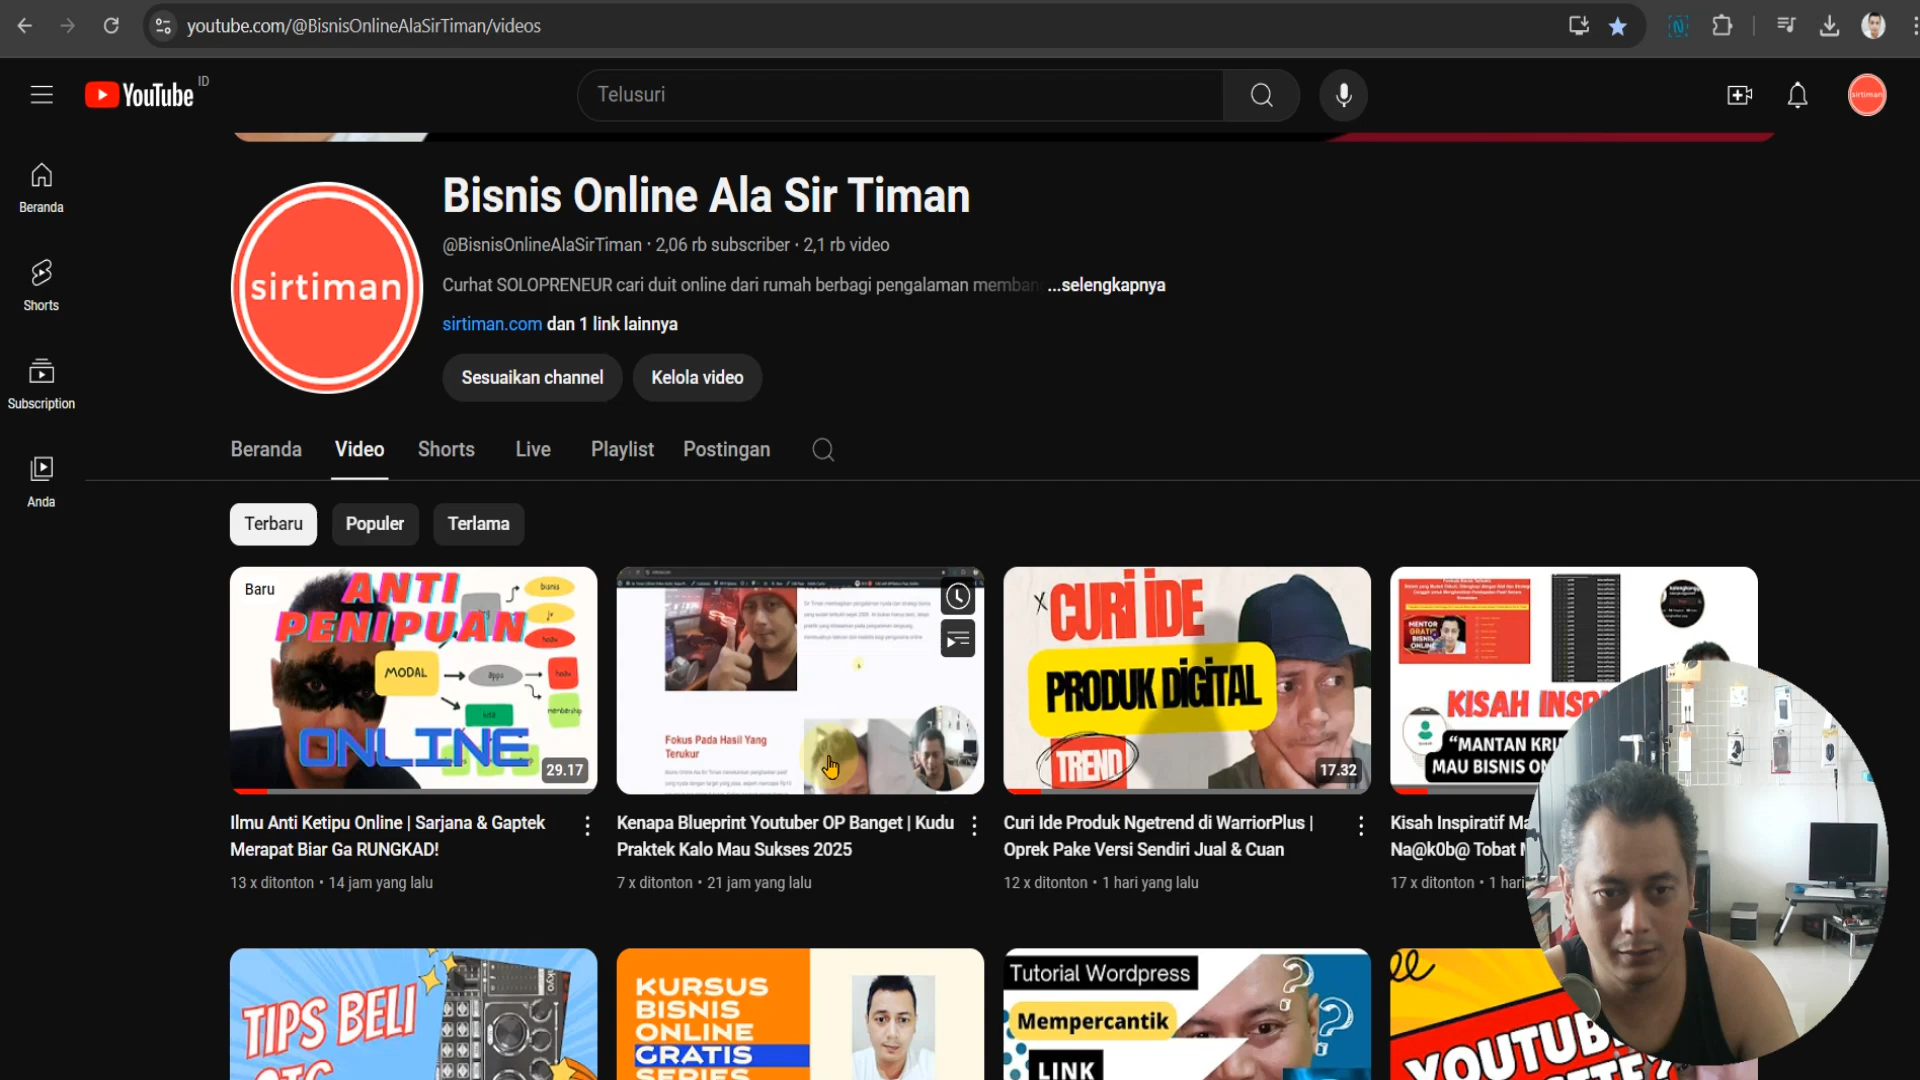 youtube.com/@BisnisOnlineAlaSirTiman/videos
YouTube ID
Telusuri
sirtiman
Beranda
Shorts
Subscription
Anda
sirtiman
Bisnis Online Ala Sir Timan
@BisnisOnlineAlaSirTiman · 2,06 rb subscriber · 2,1 rb video
Curhat SOLOPRENEUR cari duit online dari rumah berbagi pengalaman memban ...selengkapnya
sirtiman.com dan 1 link lainnya
Sesuaikan channel
Kelola video
Beranda Video Shorts Live Playlist Postingan
Terbaru Populer Terlama
Baru
ANTI
PENIPUAN
bisnis
jv
MODAL
apps
membership
ONLINE
29.17
Fokus Pada Hasil Yang
Terukur
CURI IDE
PRODUK DIGITAL
TREND
17.32
MENTOR
GRATIS
BISNIS
ONLINE
KISAH INSP
"MANTAN KRI
MAU BISNIS ON
Ilmu Anti Ketipu Online | Sarjana & Gaptek
Merapat Biar Ga RUNGKAD!
13 x ditonton • 14 jam yang lalu
Kenapa Blueprint Youtuber OP Banget | Kudu
Praktek Kalo Mau Sukses 2025
7 x ditonton • 21 jam yang lalu
Curi Ide Produk Ngetrend di WarriorPlus |
Oprek Pake Versi Sendiri Jual & Cuan
12 x ditonton • 1 hari yang lalu
Kisah Inspiratif Ma
Na@k0b@ Tobat
17 x ditonton • 1 hari
TIPS BELI
OTG
KURSUS
BISNIS
ONLINE
GRATIS
SERIES
Tutorial Wordpress
Mempercantik
LINK
YOUTUB